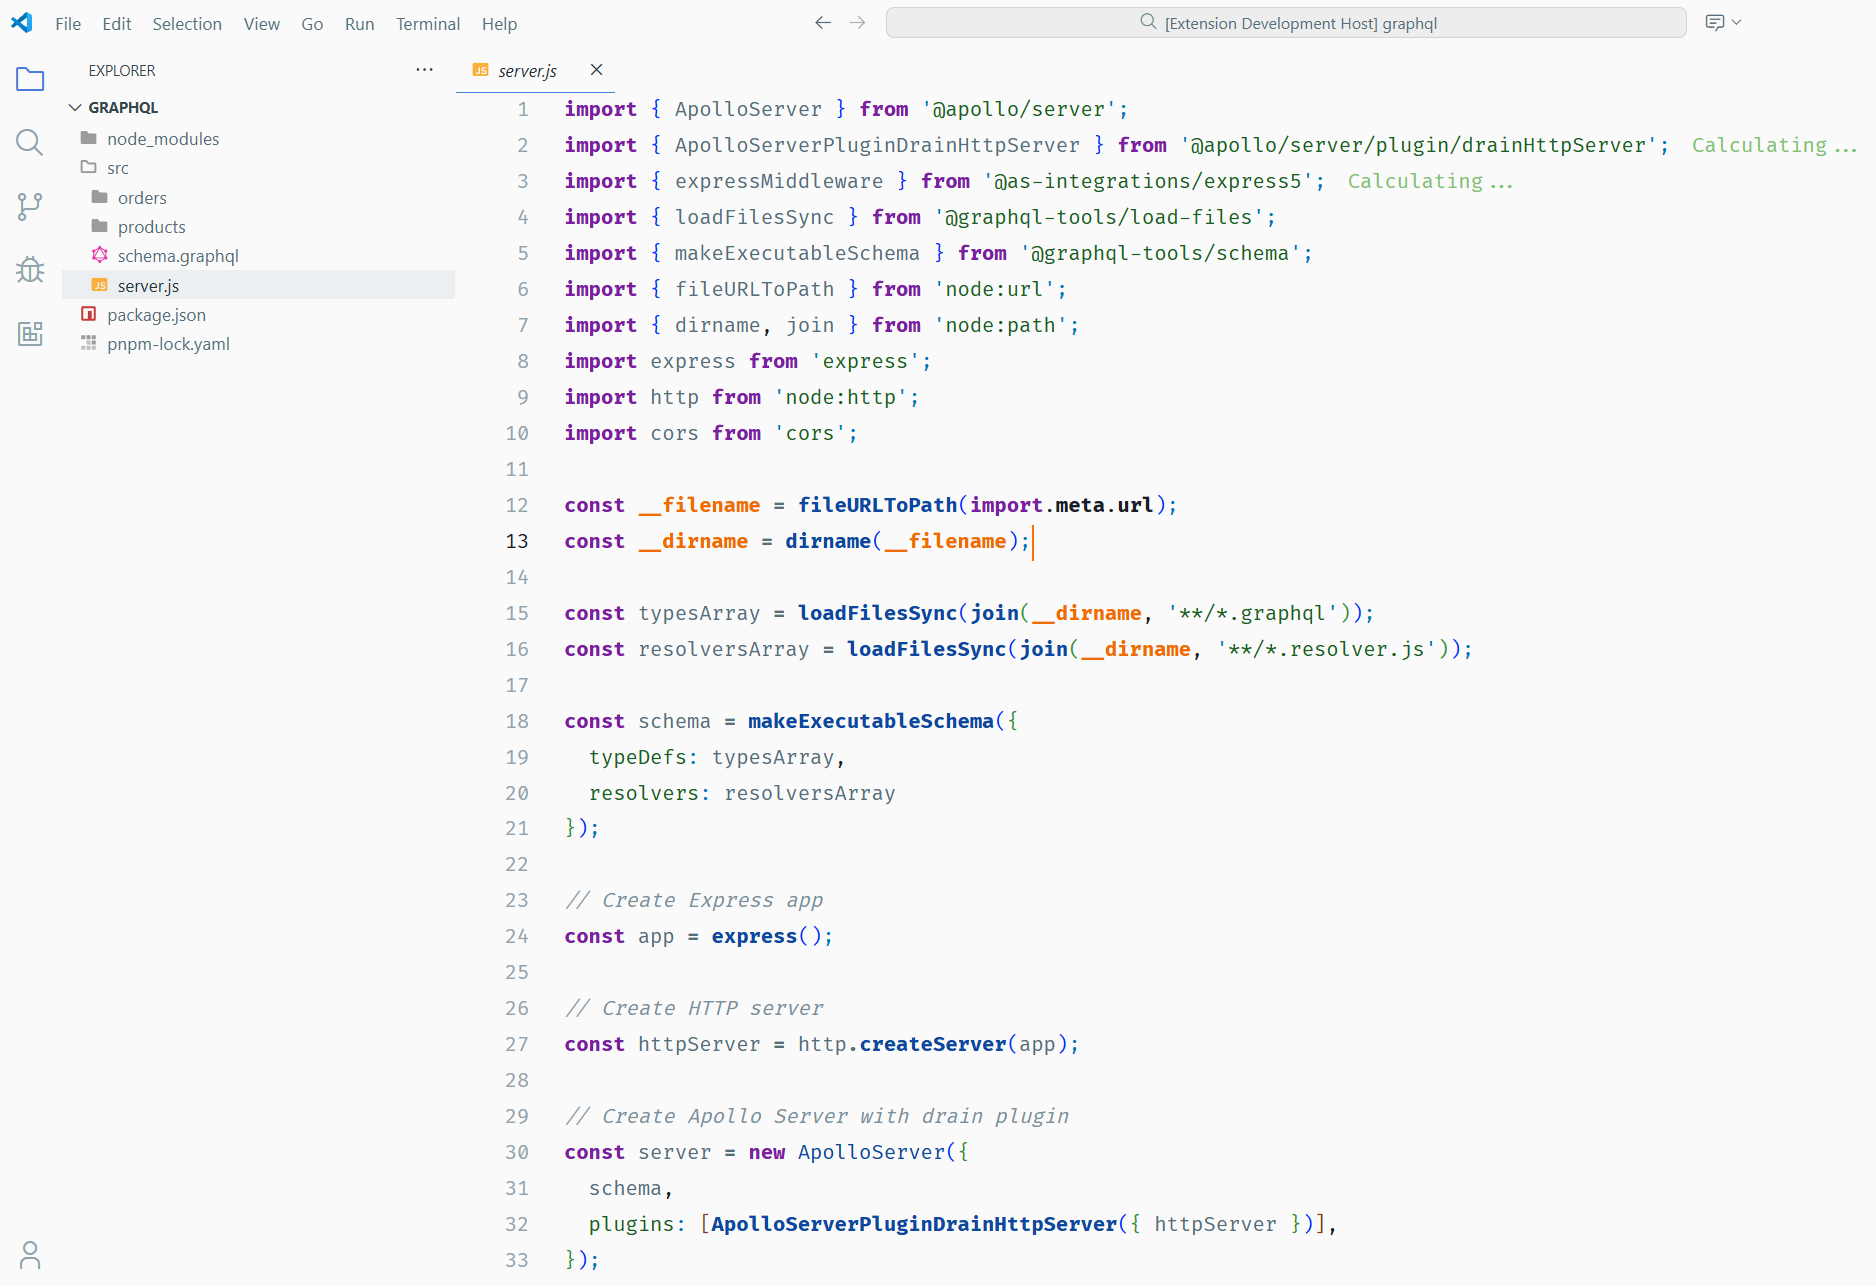 File Edit Selection View Go Run Terminal Help
[Extension Development Host] graphql
EXPLORER
GRAPHQL
node_modules
src
orders
products
schema.graphql
JS server.js
package.json
pnpm-lock.yaml
JS server.js
1 import { ApolloServer } from '@apollo/server';
2 import { ApolloServerPluginDrainHttpServer } from '@apollo/server/plugin/drainHttpServer'; Calculating...
3 import { expressMiddleware } from '@as-integrations/express5'; Calculating...
4 import { loadFilesSync } from '@graphql-tools/load-files';
5 import { makeExecutableSchema } from '@graphql-tools/schema';
6 import { fileURLToPath } from 'node:url';
7 import { dirname, join } from 'node:path';
8 import express from 'express';
9 import http from 'node:http';
10 import cors from 'cors';
11
12 const __filename = fileURLToPath(import.meta.url);
13 const __dirname = dirname(__filename);
14
15 const typesArray = loadFilesSync(join(__dirname, '**/*.graphql'));
16 const resolversArray = loadFilesSync(join(__dirname, '**/*.resolver.js'));
17
18 const schema = makeExecutableSchema({
19 typeDefs: typesArray,
20 resolvers: resolversArray
21 });
22
23 // Create Express app
24 const app = express();
25
26 // Create HTTP server
27 const httpServer = http.createServer(app);
28
29 // Create Apollo Server with drain plugin
30 const server = new ApolloServer({
31 schema,
32 plugins: [ApolloServerPluginDrainHttpServer({ httpServer })],
33 });